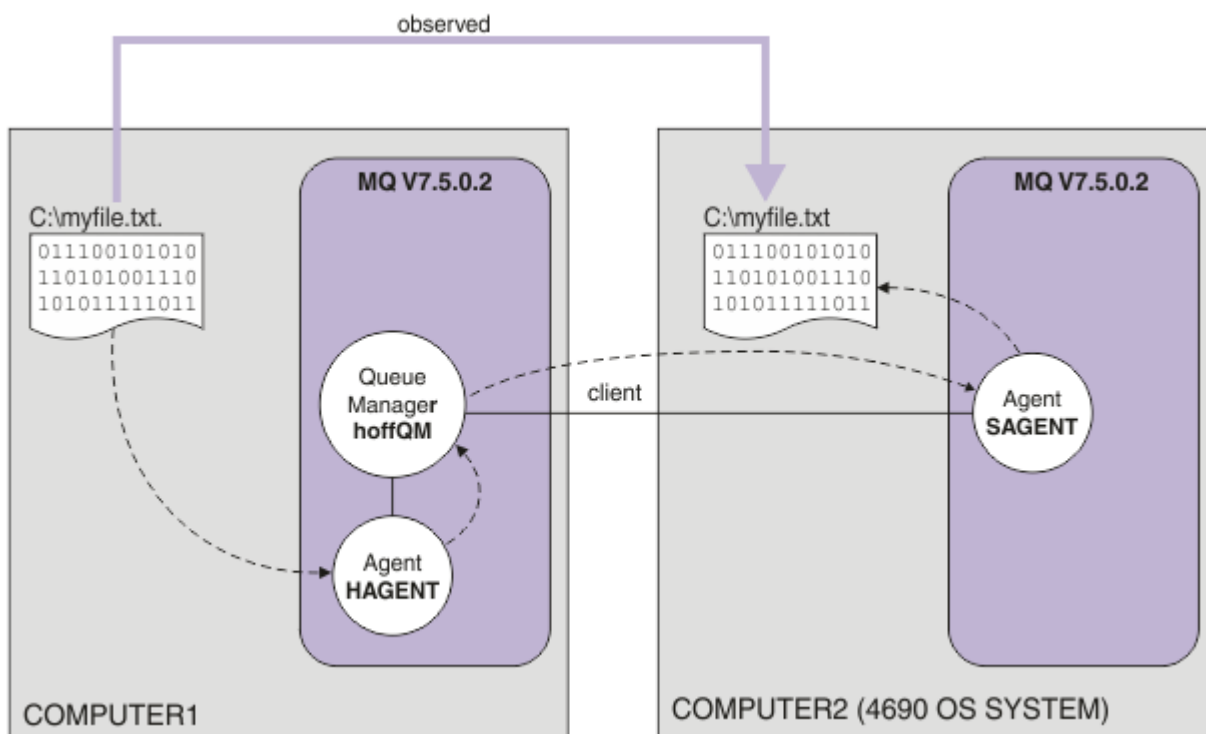 observed
MQ V7.5.0.2
C:\myfile.txt.
011100101010
110101001110
101011111011
Queue
Manager
hoffQM
Agent
HAGENT
COMPUTER1
client
MQ V7.5.0.2
C:\myfile.txt
011100101010
110101001110
101011111011
Agent
SAGENT
COMPUTER2 (4690 OS SYSTEM)